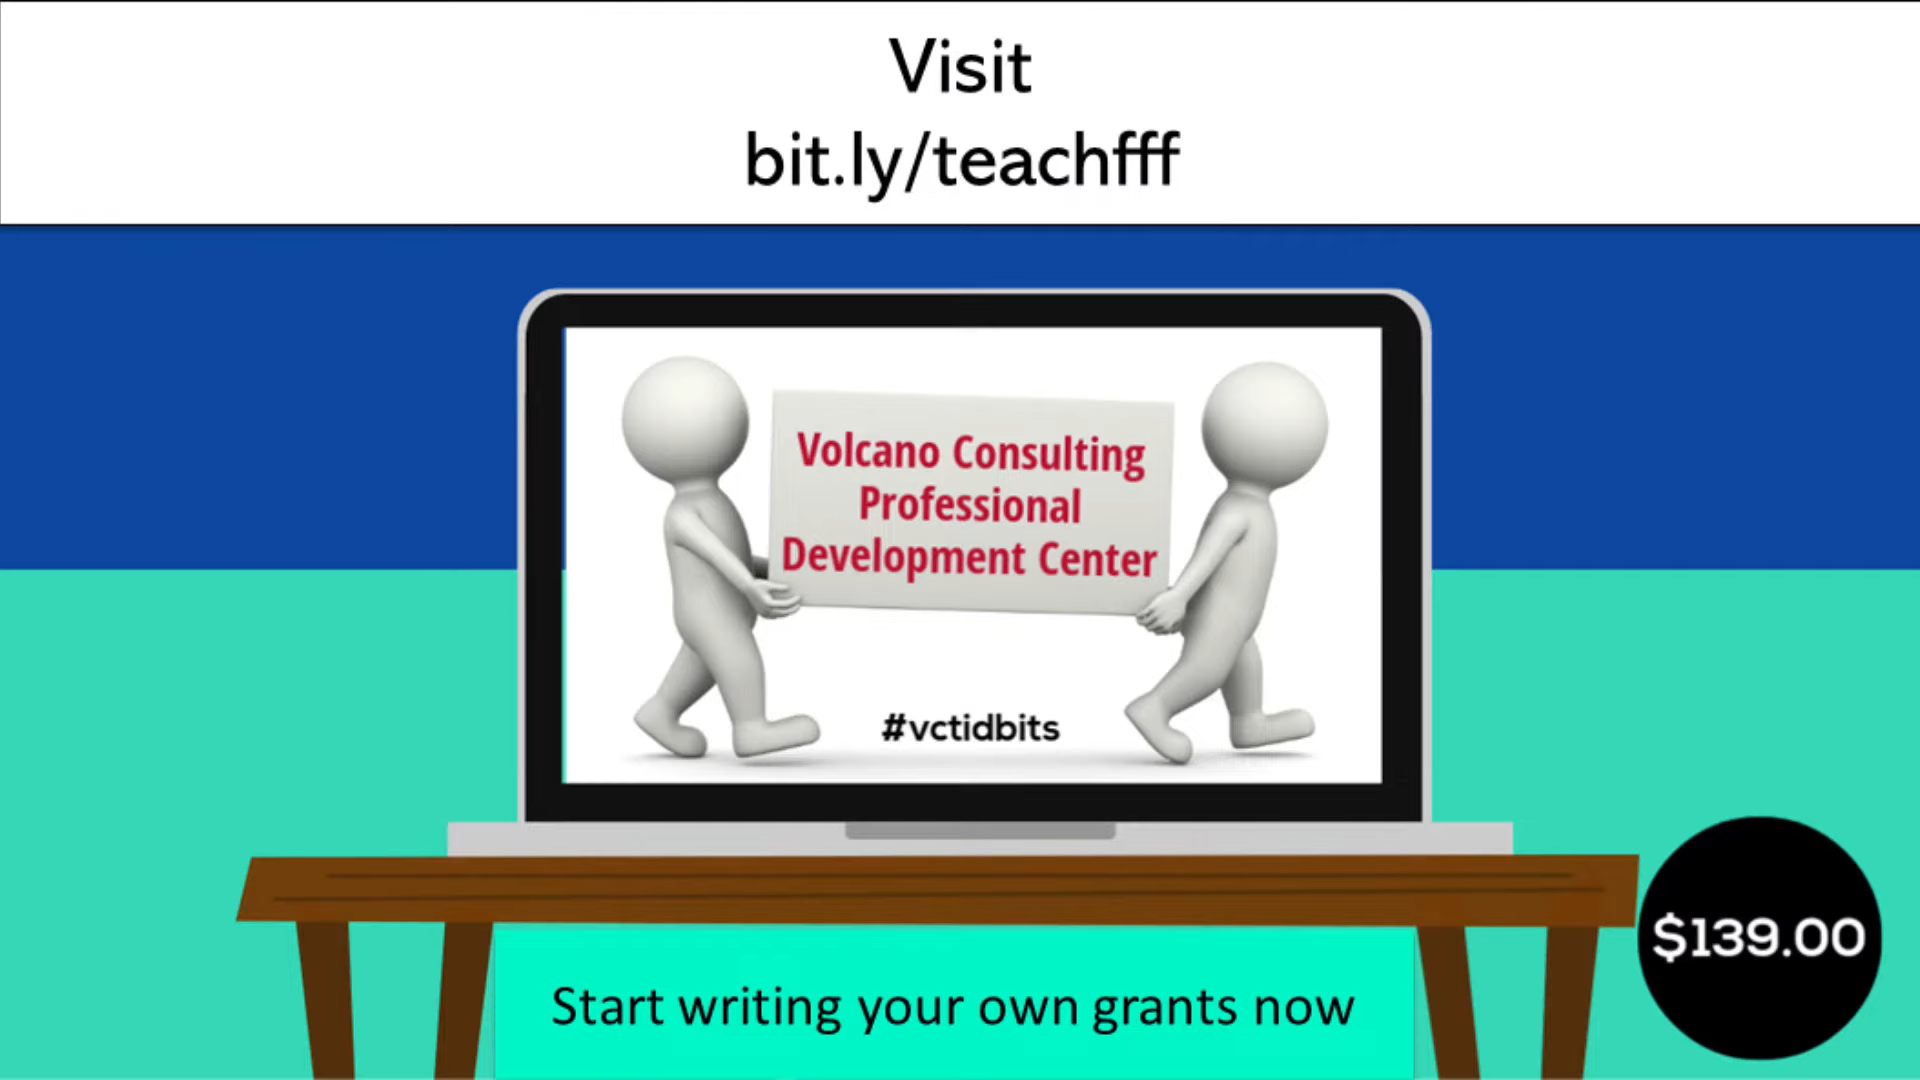 Visit
bit.ly/teachfff
Volcano Consulting
Professional
Development Center
#vctidbits
$139.00
Start writing your own grants now